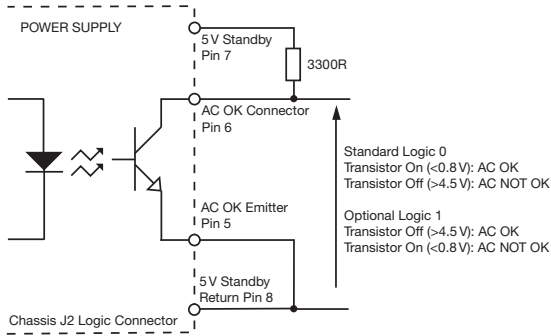 POWER SUPPLY
5V Standby
Pin 7
3300R
AC OK Connector
Pin 6
Standard Logic 0
Transistor On (<0.8V): AC OK
Transistor Off (>4.5V): AC NOT OK
Optional Logic 1
Transistor Off (>4.5V): AC OK
Transistor On (<0.8V): AC NOT OK
AC OK Emitter
Pin 5
5V Standby
Return Pin 8
Chassis J2 Logic Connector